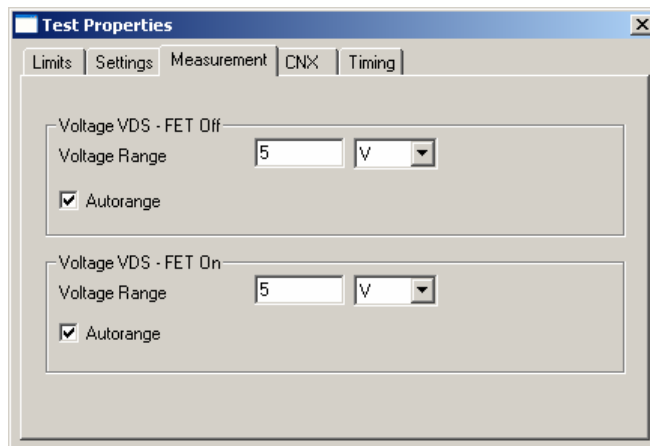 Test Properties
Limits Settings Measurement CNX Timing
Voltage VDS - FET Off
Voltage Range 5 V
Autorange
Voltage VDS - FET On
Voltage Range 5 V
Autorange